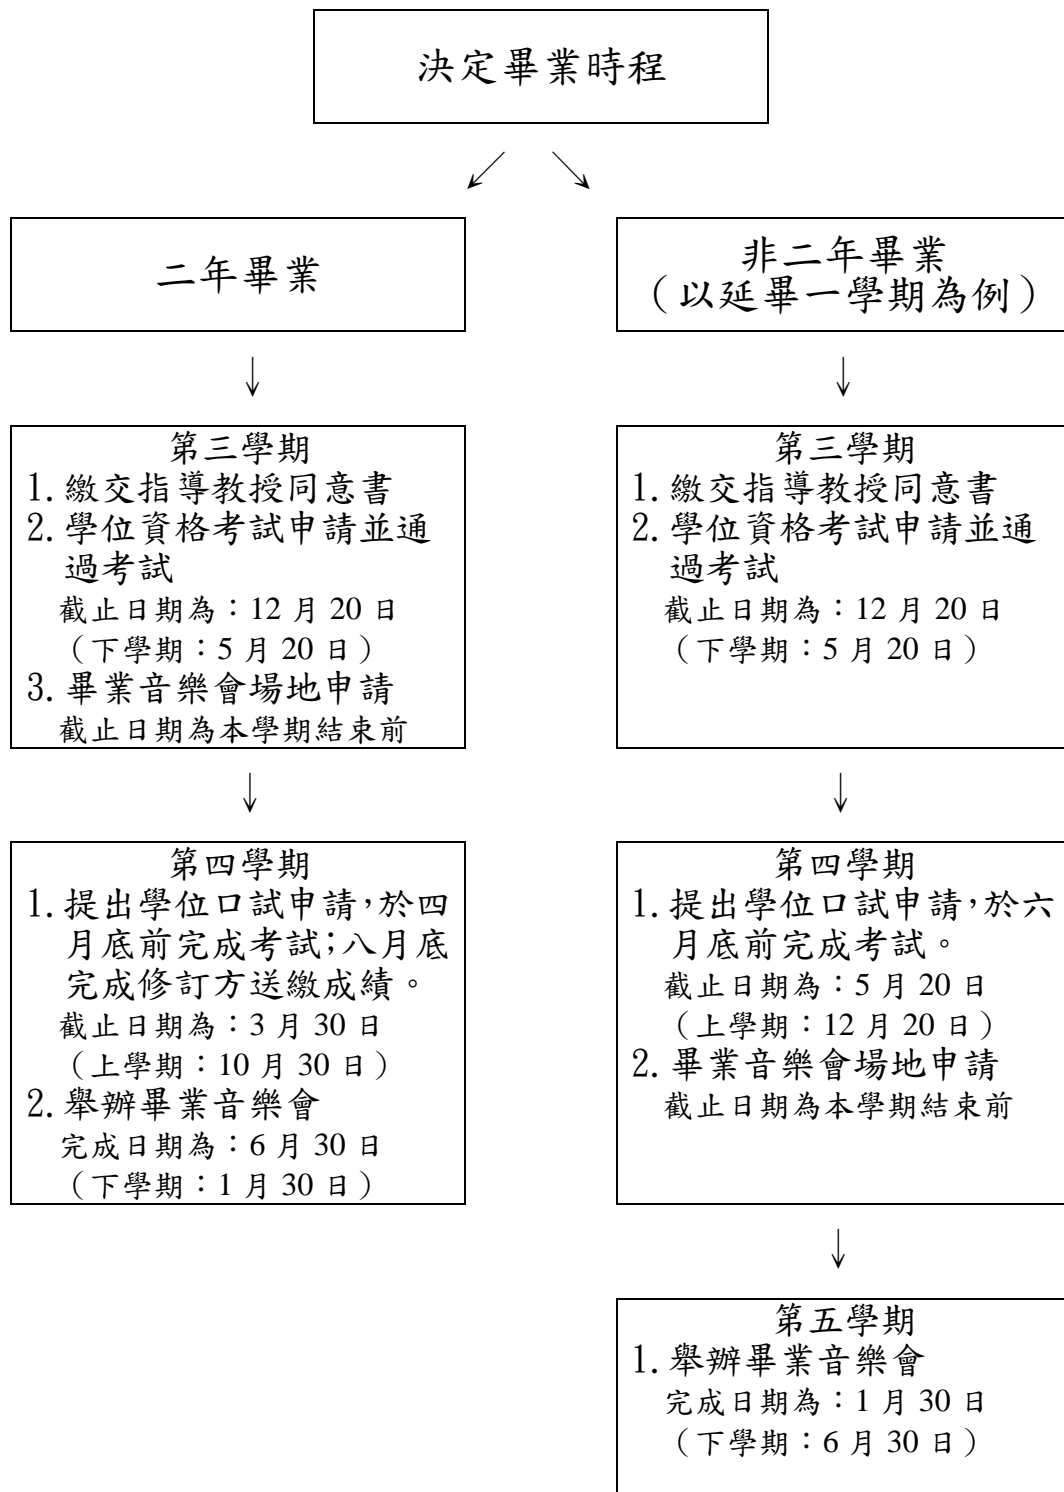 決定畢業時程
二年畢業
非二年畢業
（以延畢一學期為例）
第三學期
1. 繳交指導教授同意書
2. 學位資格考試申請並通
過考試
截止日期為：12 月 20 日
（下學期：5 月 20 日）
3. 畢業音樂會場地申請
截止日期為本學期結束前
第三學期
1. 繳交指導教授同意書
2. 學位資格考試申請並通
過考試
截止日期為：12 月 20 日
（下學期：5 月 20 日）
第四學期
1. 提出學位口試申請，於四
月底前完成考試；八月底
完成修訂方送繳成績。
截止日期為：3 月 30 日
（上學期：10 月 30 日）
2. 舉辦畢業音樂會
完成日期為：6 月 30 日
（下學期：1 月 30 日）
第四學期
1. 提出學位口試申請，於六
月底前完成考試。
截止日期為：5 月 20 日
（上學期：12 月 20 日）
2. 畢業音樂會場地申請
截止日期為本學期結束前
第五學期
1. 舉辦畢業音樂會
完成日期為：1 月 30 日
（下學期：6 月 30 日）